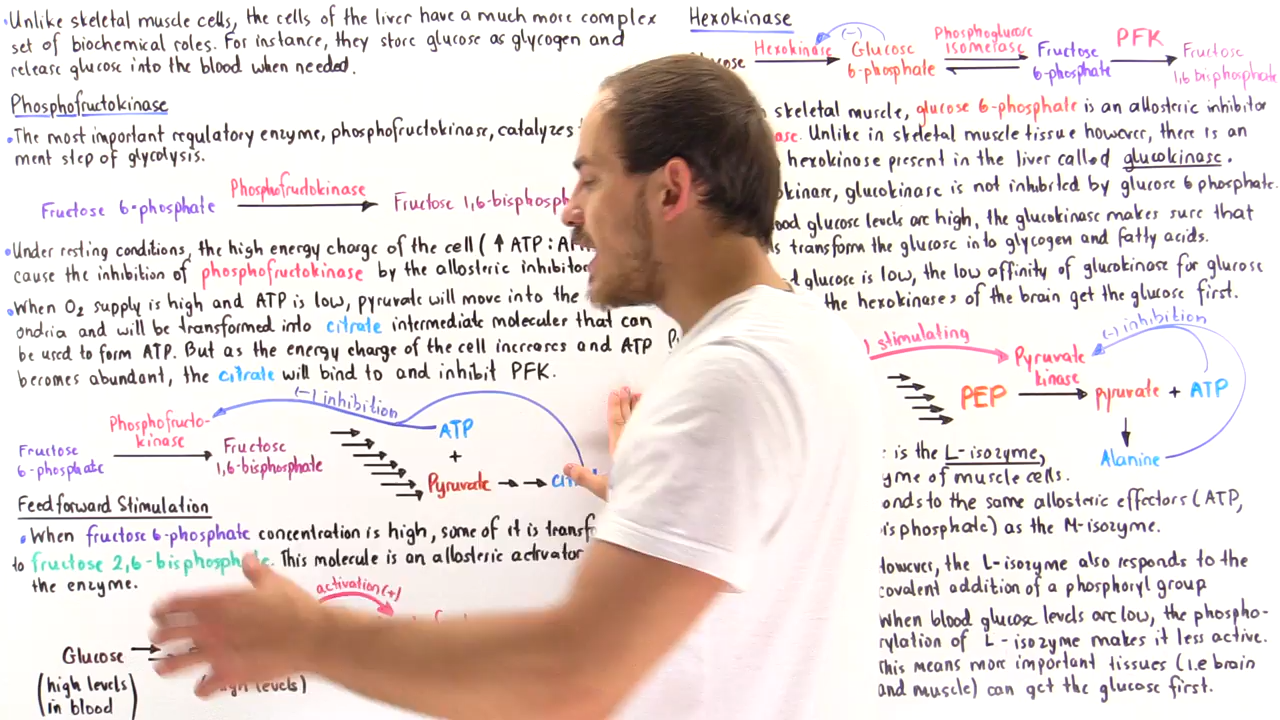 Unlike skeletal muscle cells, the cells of the liver have a much more complex
set of biochemical roles. For instance, they store glucose as glycogen and
release glucose into the blood when needed.
Phosphofructokinase
The most important regulatory enzyme, phosphofructokinase, catalyzes
ment step of glycolysis.
Fructose 6-phosphate
Phosphofructokinase
Fructose 1,6-bisphosph
Under resting conditions, the high energy charge of the cell (↑ ATP:AM
cause the inhibition of phosphofructokinase by the allosteric inhibitor
When O2 supply is high and ATP is low, pyruvate will move into the
ondria and will be transformed into citrate intermediate molecules that can
be used to form ATP. But as the energy charge of the cell increases and ATP
becomes abundant, the citrate will bind to and inhibit PFK.
(-) inhibition
Phosphofructo-
kinase
Fructose
6-phosphate
Fructose
1,6-bisphosphate
ATP
+
Pyruvate
Feedforward Stimulation
When fructose 6-phosphate concentration is high, some of it is transf
to fructose 2,6-bisphosphate. This molecule is an allosteric activator
the enzyme.
activation (+)
Glucose
(high levels
in blood)
levels)
Hexokinase
(-)
Hexokinase
Glucose
6-phosphate
Phosphoglucose
isomerase
Fructose
6-phosphate
PFK
Fructose
1,6 bisphosphate
skeletal muscle, glucose 6-phosphate is an allosteric inhibitor
ase. Unlike in skeletal muscle tissue however, there is an
hexokinase present in the liver called glucokinase.
okinase, glucokinase is not inhibited by glucose 6 phosphate.
ood glucose levels are high, the glucokinase makes sure that
s transform the glucose into glycogen and fatty acids.
d glucose is low, the low affinity of glucokinase for glucose
the hexokinases of the brain get the glucose first.
) stimulating
(-) inhibition
Pyruvate
kinase
PEP
pyruvate + ATP
Alanine
is the L-isozyme,
yme of muscle cells.
onds to the same allosteric effectors (ATP,
isphosphate) as the M-isozyme.
However, the L-isozyme also responds to the
covalent addition of a phosphoryl group
When blood glucose levels are low, the phospho-
rylation of L-isozyme makes it less active.
This means more important tissues (i.e brain
and muscle) can get the glucose first.